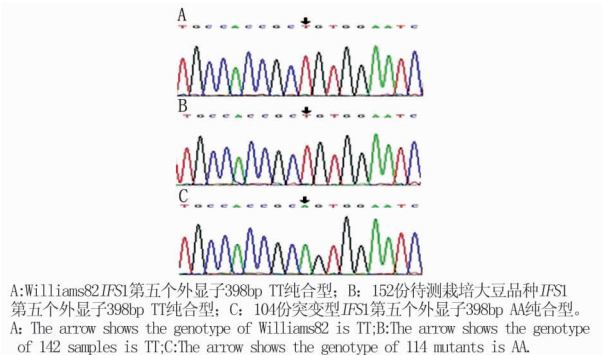 A
T G C C A C C G C T G T G G A A T C
B
T G C C A C C G C T G T G G A A T C
C
T G C C A C C G C A G T G G A A T C
A:Williams82IFS1第五个外显子398bp TT纯合型；B：152份待测栽培大豆品种IFS1
第五个外显子398bp TT纯合型；C：104份突变型IFS1第五个外显子398bp AA纯合型。
A：The arrow shows the genotype of Williams82 is TT;B:The arrow shows the genotype
of 142 samples is TT;C:The arrow shows the genotype of 114 mutants is AA.